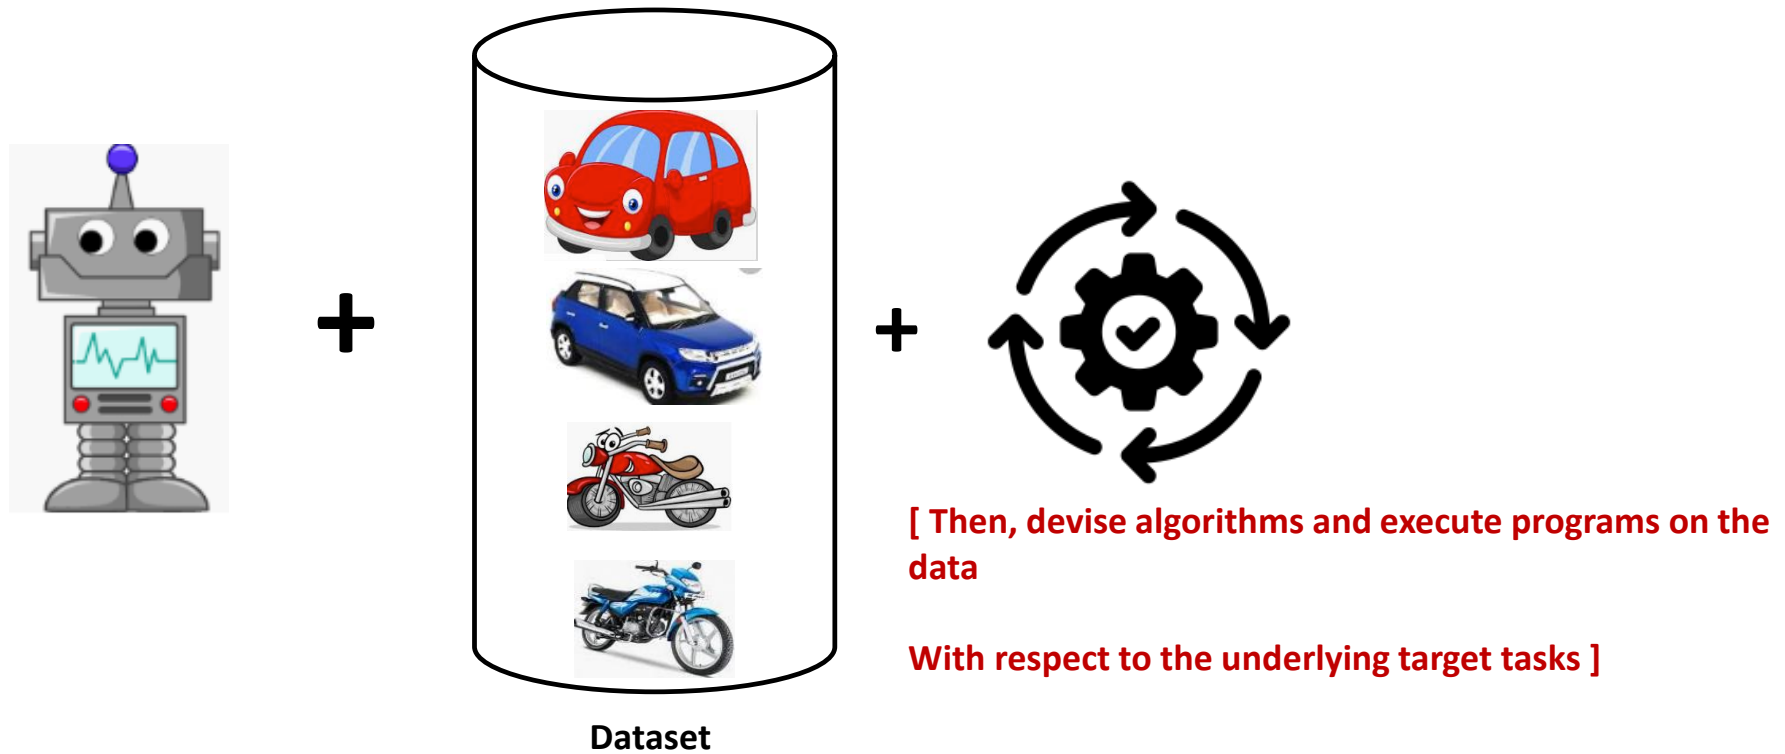 [ Then, devise algorithms and execute programs on the
data
With respect to the underlying target tasks ]
Dataset